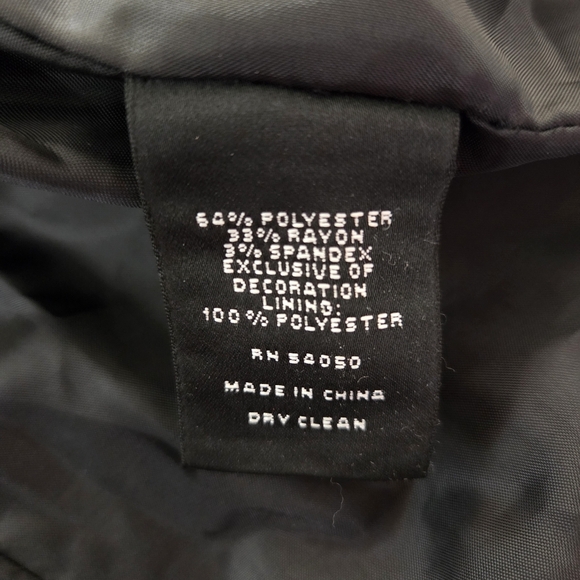 64% POLYESTER
33% RAYON
3% SPANDEX
EXCLUSIVE OF
DECORATION
LINING:
100% POLYESTER
RN 54050
MADE IN CHINA
DRY CLEAN